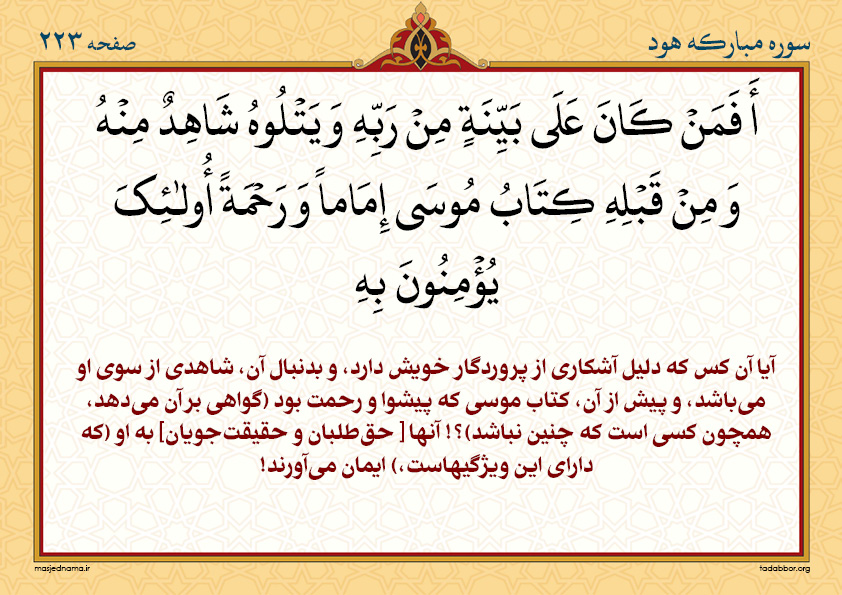 سوره مبارکه هود
صفحه ۲۲۳
أَ فَمَنْ كَانَ عَلَى بَيِّنَةٍ مِنْ رَبِّهِ وَ يَتْلُوهُ شَاهِدٌ مِنْهُ
وَ مِنْ قَبْلِهِ كِتَابُ مُوسَى إِمَاماً وَ رَحْمَةً أُولٰئِکَ
يُؤْمِنُونَ بِهِ
آیا آن کس که دلیل آشکاری از پروردگار خویش دارد، و بدنبال آن، شاهدی از سوی او
می‌باشد، و پیش از آن، کتاب موسی که پیشوا و رحمت بود (گواهی بر آن می‌دهد،
همچون کسی است که چنین نباشد)؟! آنها [ حق‌طلبان و حقیقت‌جویان] به او (که
دارای این ویژگیهاست،) ایمان می‌آورند!
masjednama.ir
tadabbor.org